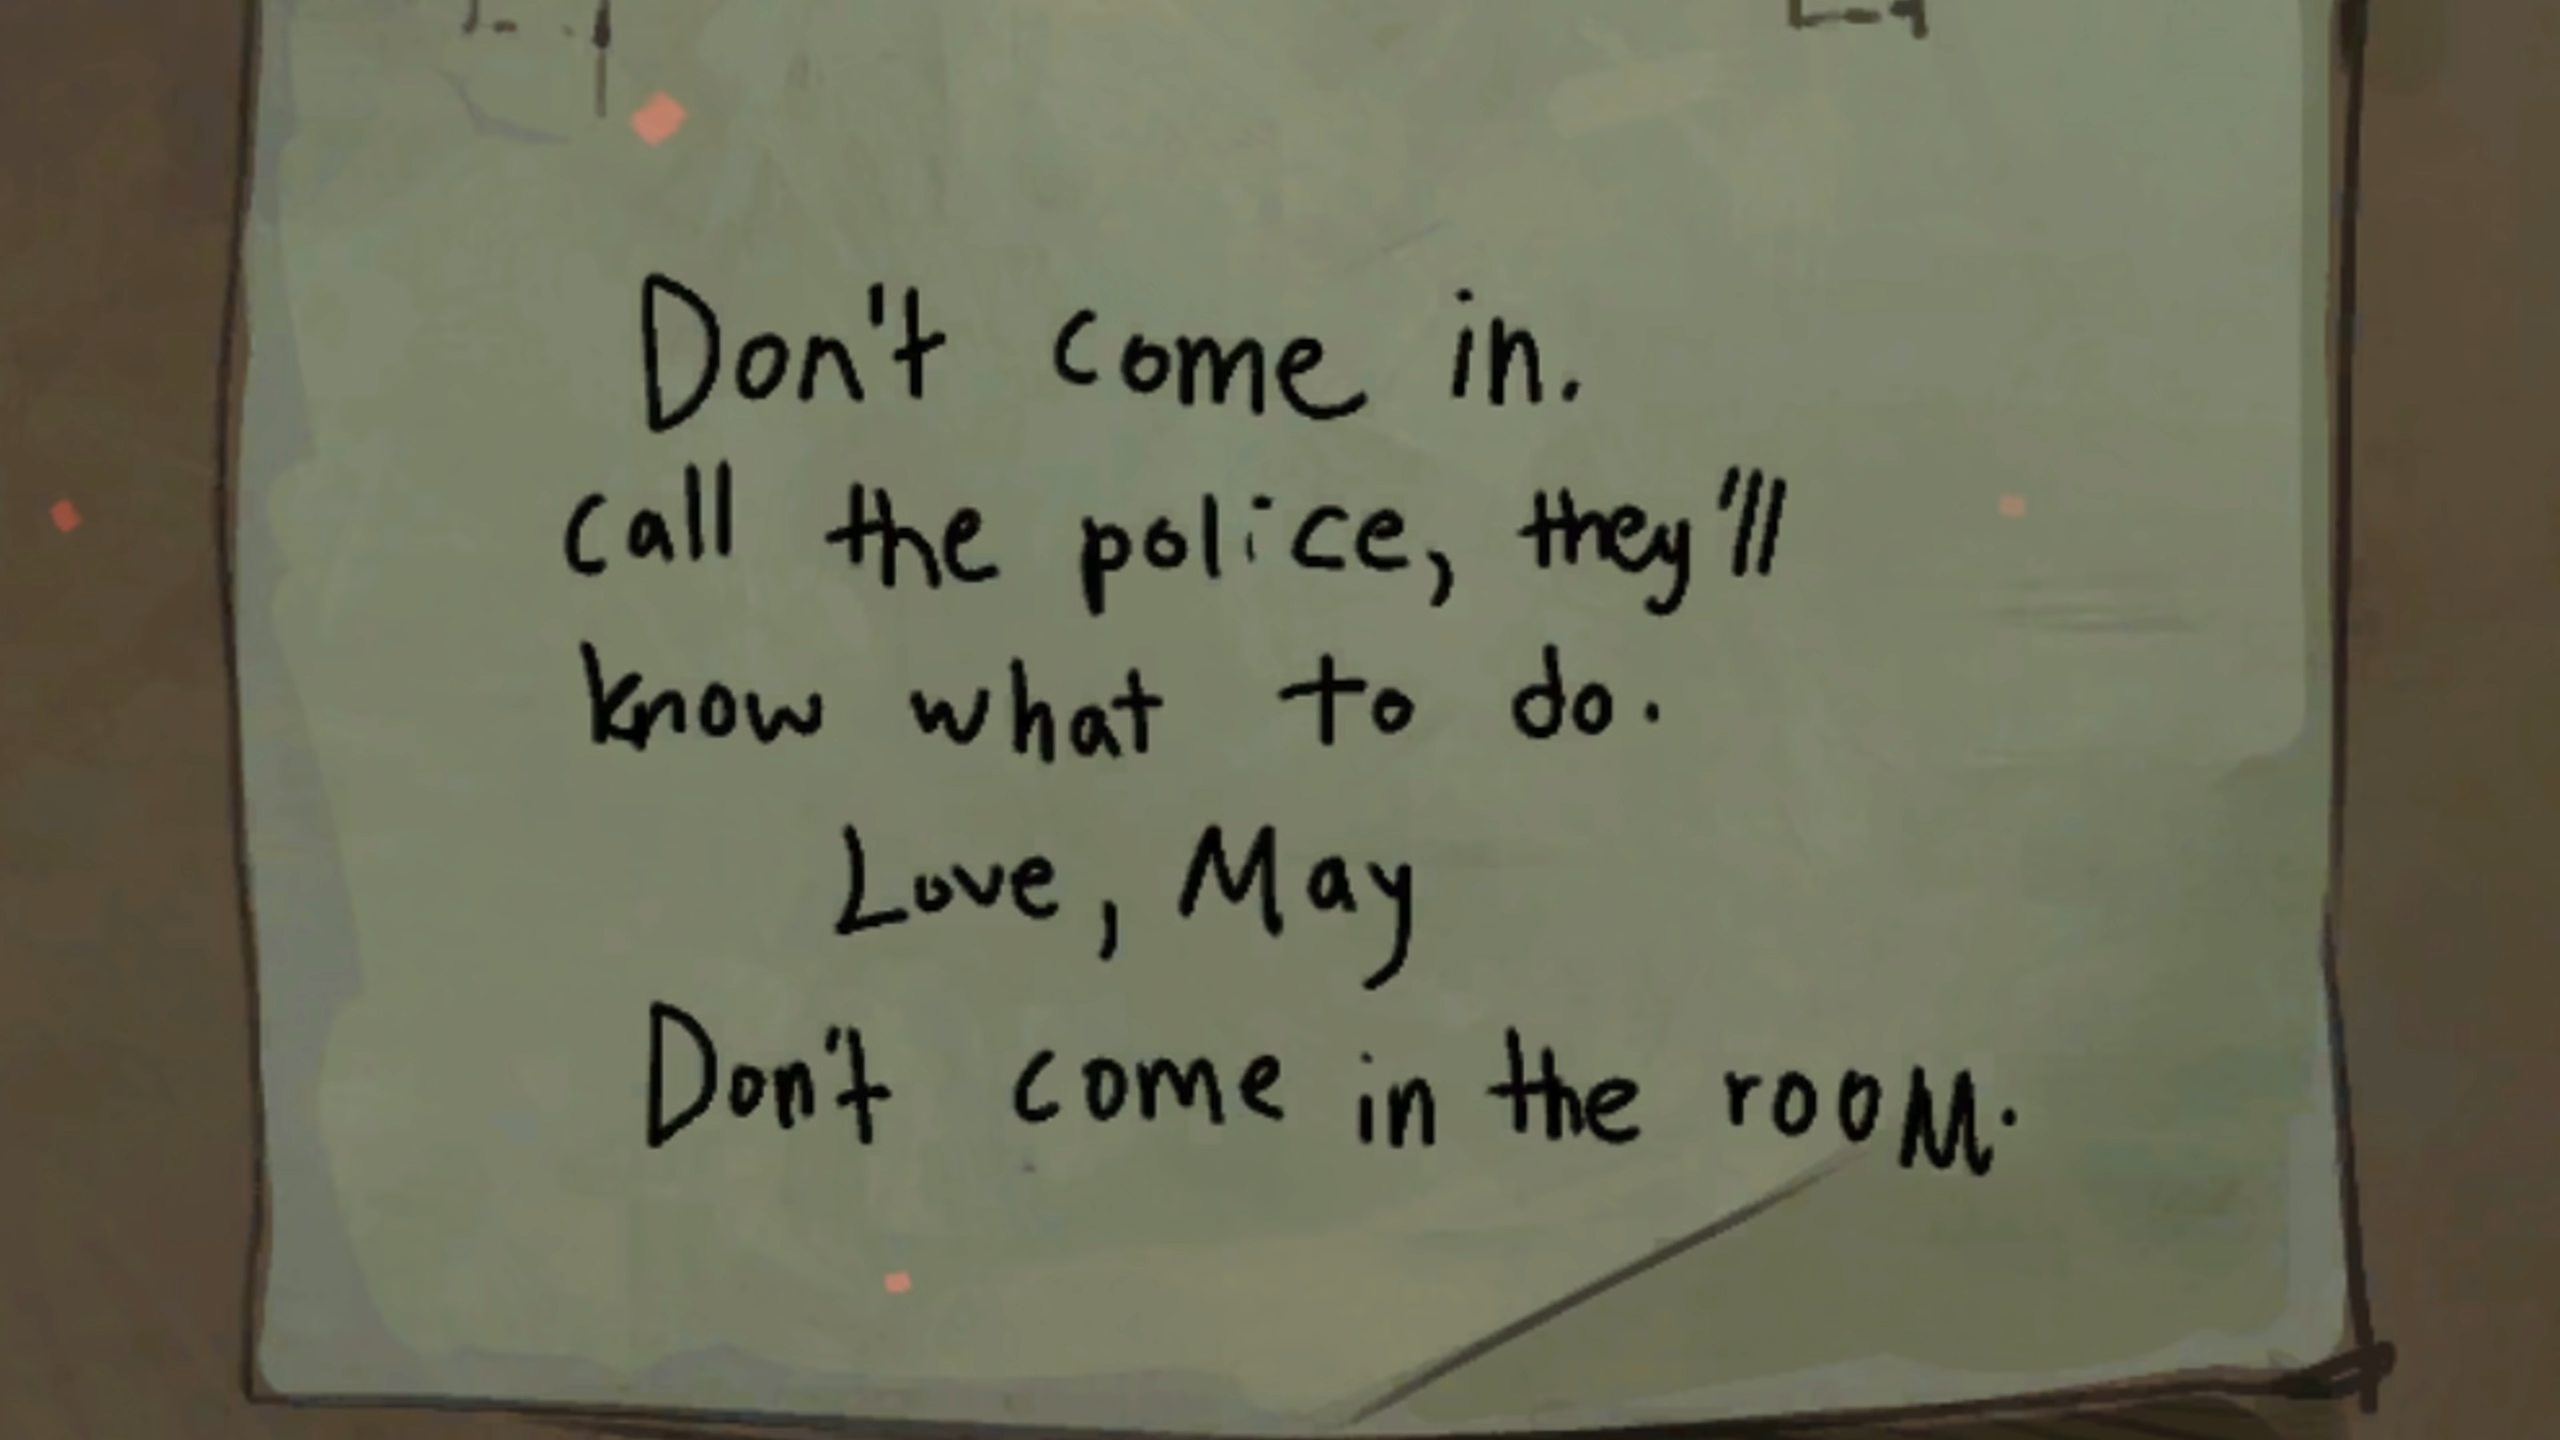 Don't come in.
call the police, they'll
know what to do.
Love, May
Don't come in the rooM.